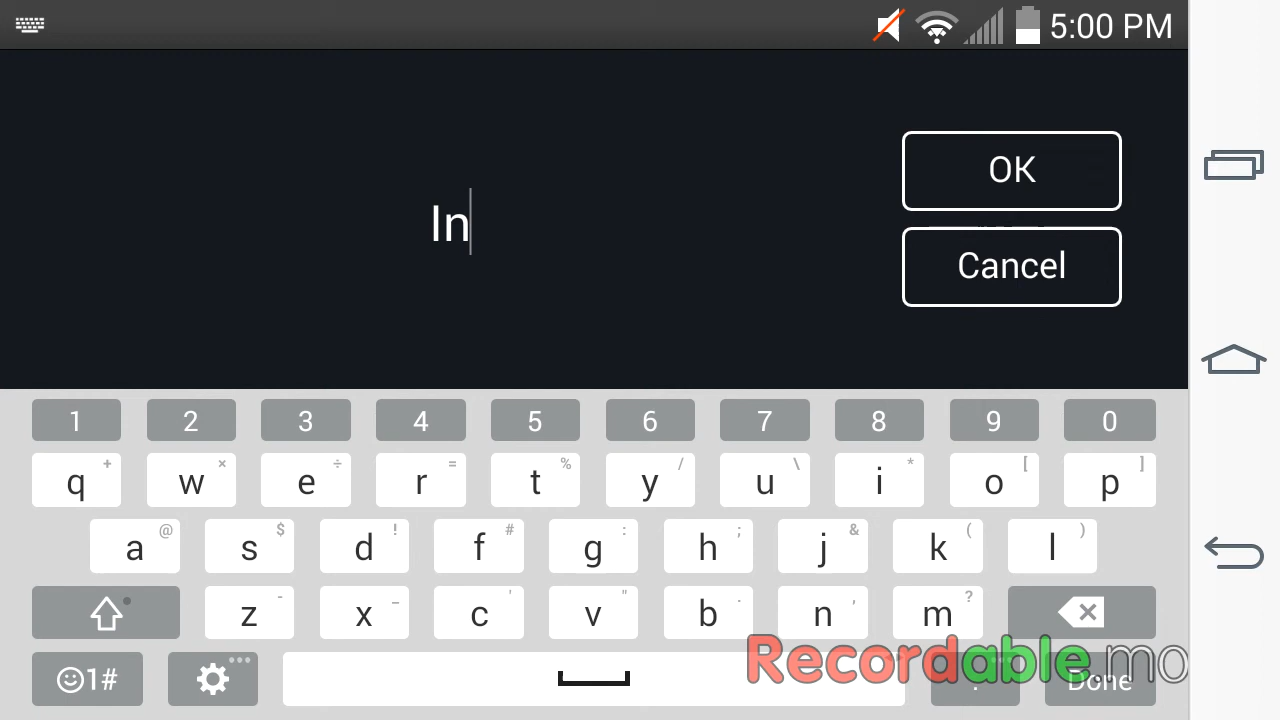 5:00 PM
In
OK
Cancel
1 2 3 4 5 6 7 8 9 0
q + w × e ÷ r = t % y / u \ i * o [ p ]
a @ s $ d ! f # g : h ; j & k ( l )
z - x _ c ' v " b . n , m ?
1# . Done
Recordable.mo